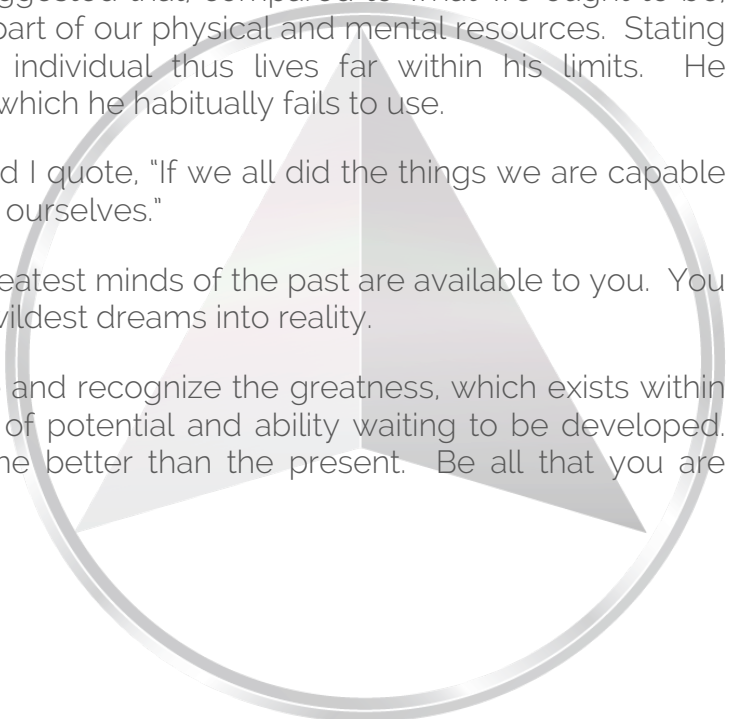 that, compared to what we ought to be,
part of our physical and mental resources. Stating
individual thus lives far within his limits. He
which he habitually fails to use.
d I quote, “If we all did the things we are capable
ourselves.”
eatest minds of the past are available to you. You
wildest dreams into reality.
and recognize the greatness, which exists within
of potential and ability waiting to be developed.
me better than the present. Be all that you are